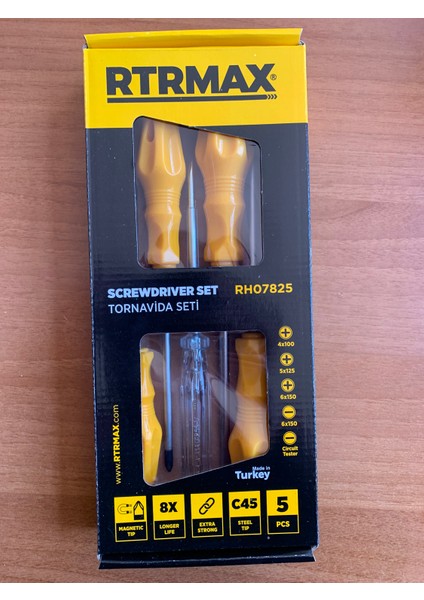 RTRMAX®
SCREWDRIVER SET RH07825
TORNAVİDA SETİ
4x100
5x125
6x150
6x150
Circuit
Tester
www.RTRMAX.com
Made in
Turkey
MAGNETIC
TIP
8X
LONGER
LIFE
EXTRA
STRONG
C45
STEEL
TIP
5
PCS